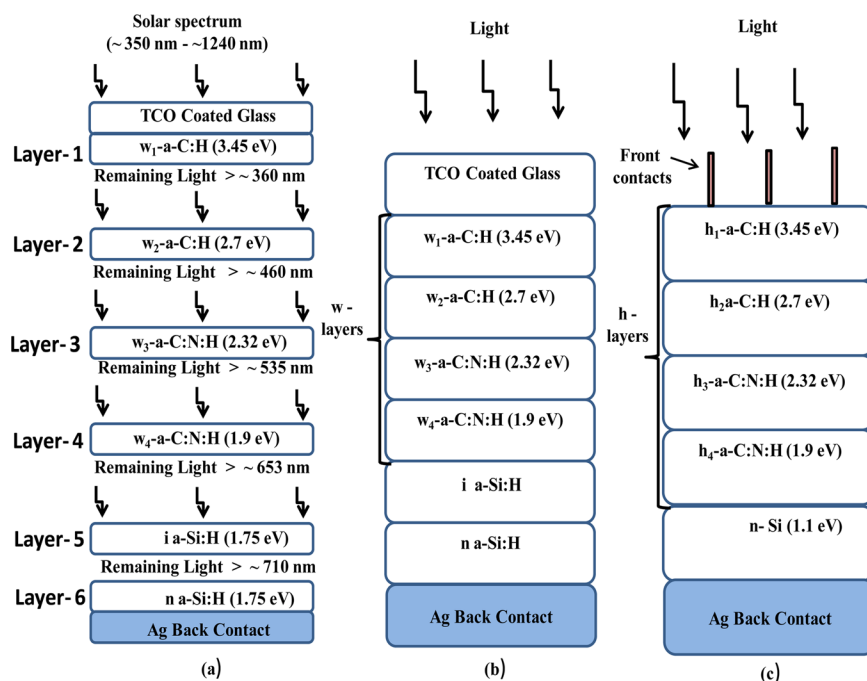 Solar spectrum
(~ 350 nm - ~1240 nm)
TCO Coated Glass
Layer- 1
w₁-a-C:H (3.45 eV)
Remaining Light > ~ 360 nm
Layer- 2
w₂-a-C:H (2.7 eV)
Remaining Light > ~ 460 nm
Layer- 3
w₃-a-C:N:H (2.32 eV)
Remaining Light > ~ 535 nm
Layer- 4
w₄-a-C:N:H (1.9 eV)
Remaining Light > ~ 653 nm
Layer- 5
i a-Si:H (1.75 eV)
Remaining Light > ~ 710 nm
Layer- 6
n a-Si:H (1.75 eV)
Ag Back Contact
(a)
Light
TCO Coated Glass
w -
layers
w₁-a-C:H (3.45 eV)
w₂-a-C:H (2.7 eV)
w₃-a-C:N:H (2.32 eV)
w₄-a-C:N:H (1.9 eV)
i a-Si:H
n a-Si:H
Ag Back Contact
(b)
Light
Front
contacts
h -
layers
h₁-a-C:H (3.45 eV)
h₂a-C:H (2.7 eV)
h₃-a-C:N:H (2.32 eV)
h₄-a-C:N:H (1.9 eV)
n- Si (1.1 eV)
Ag Back Contact
(c)